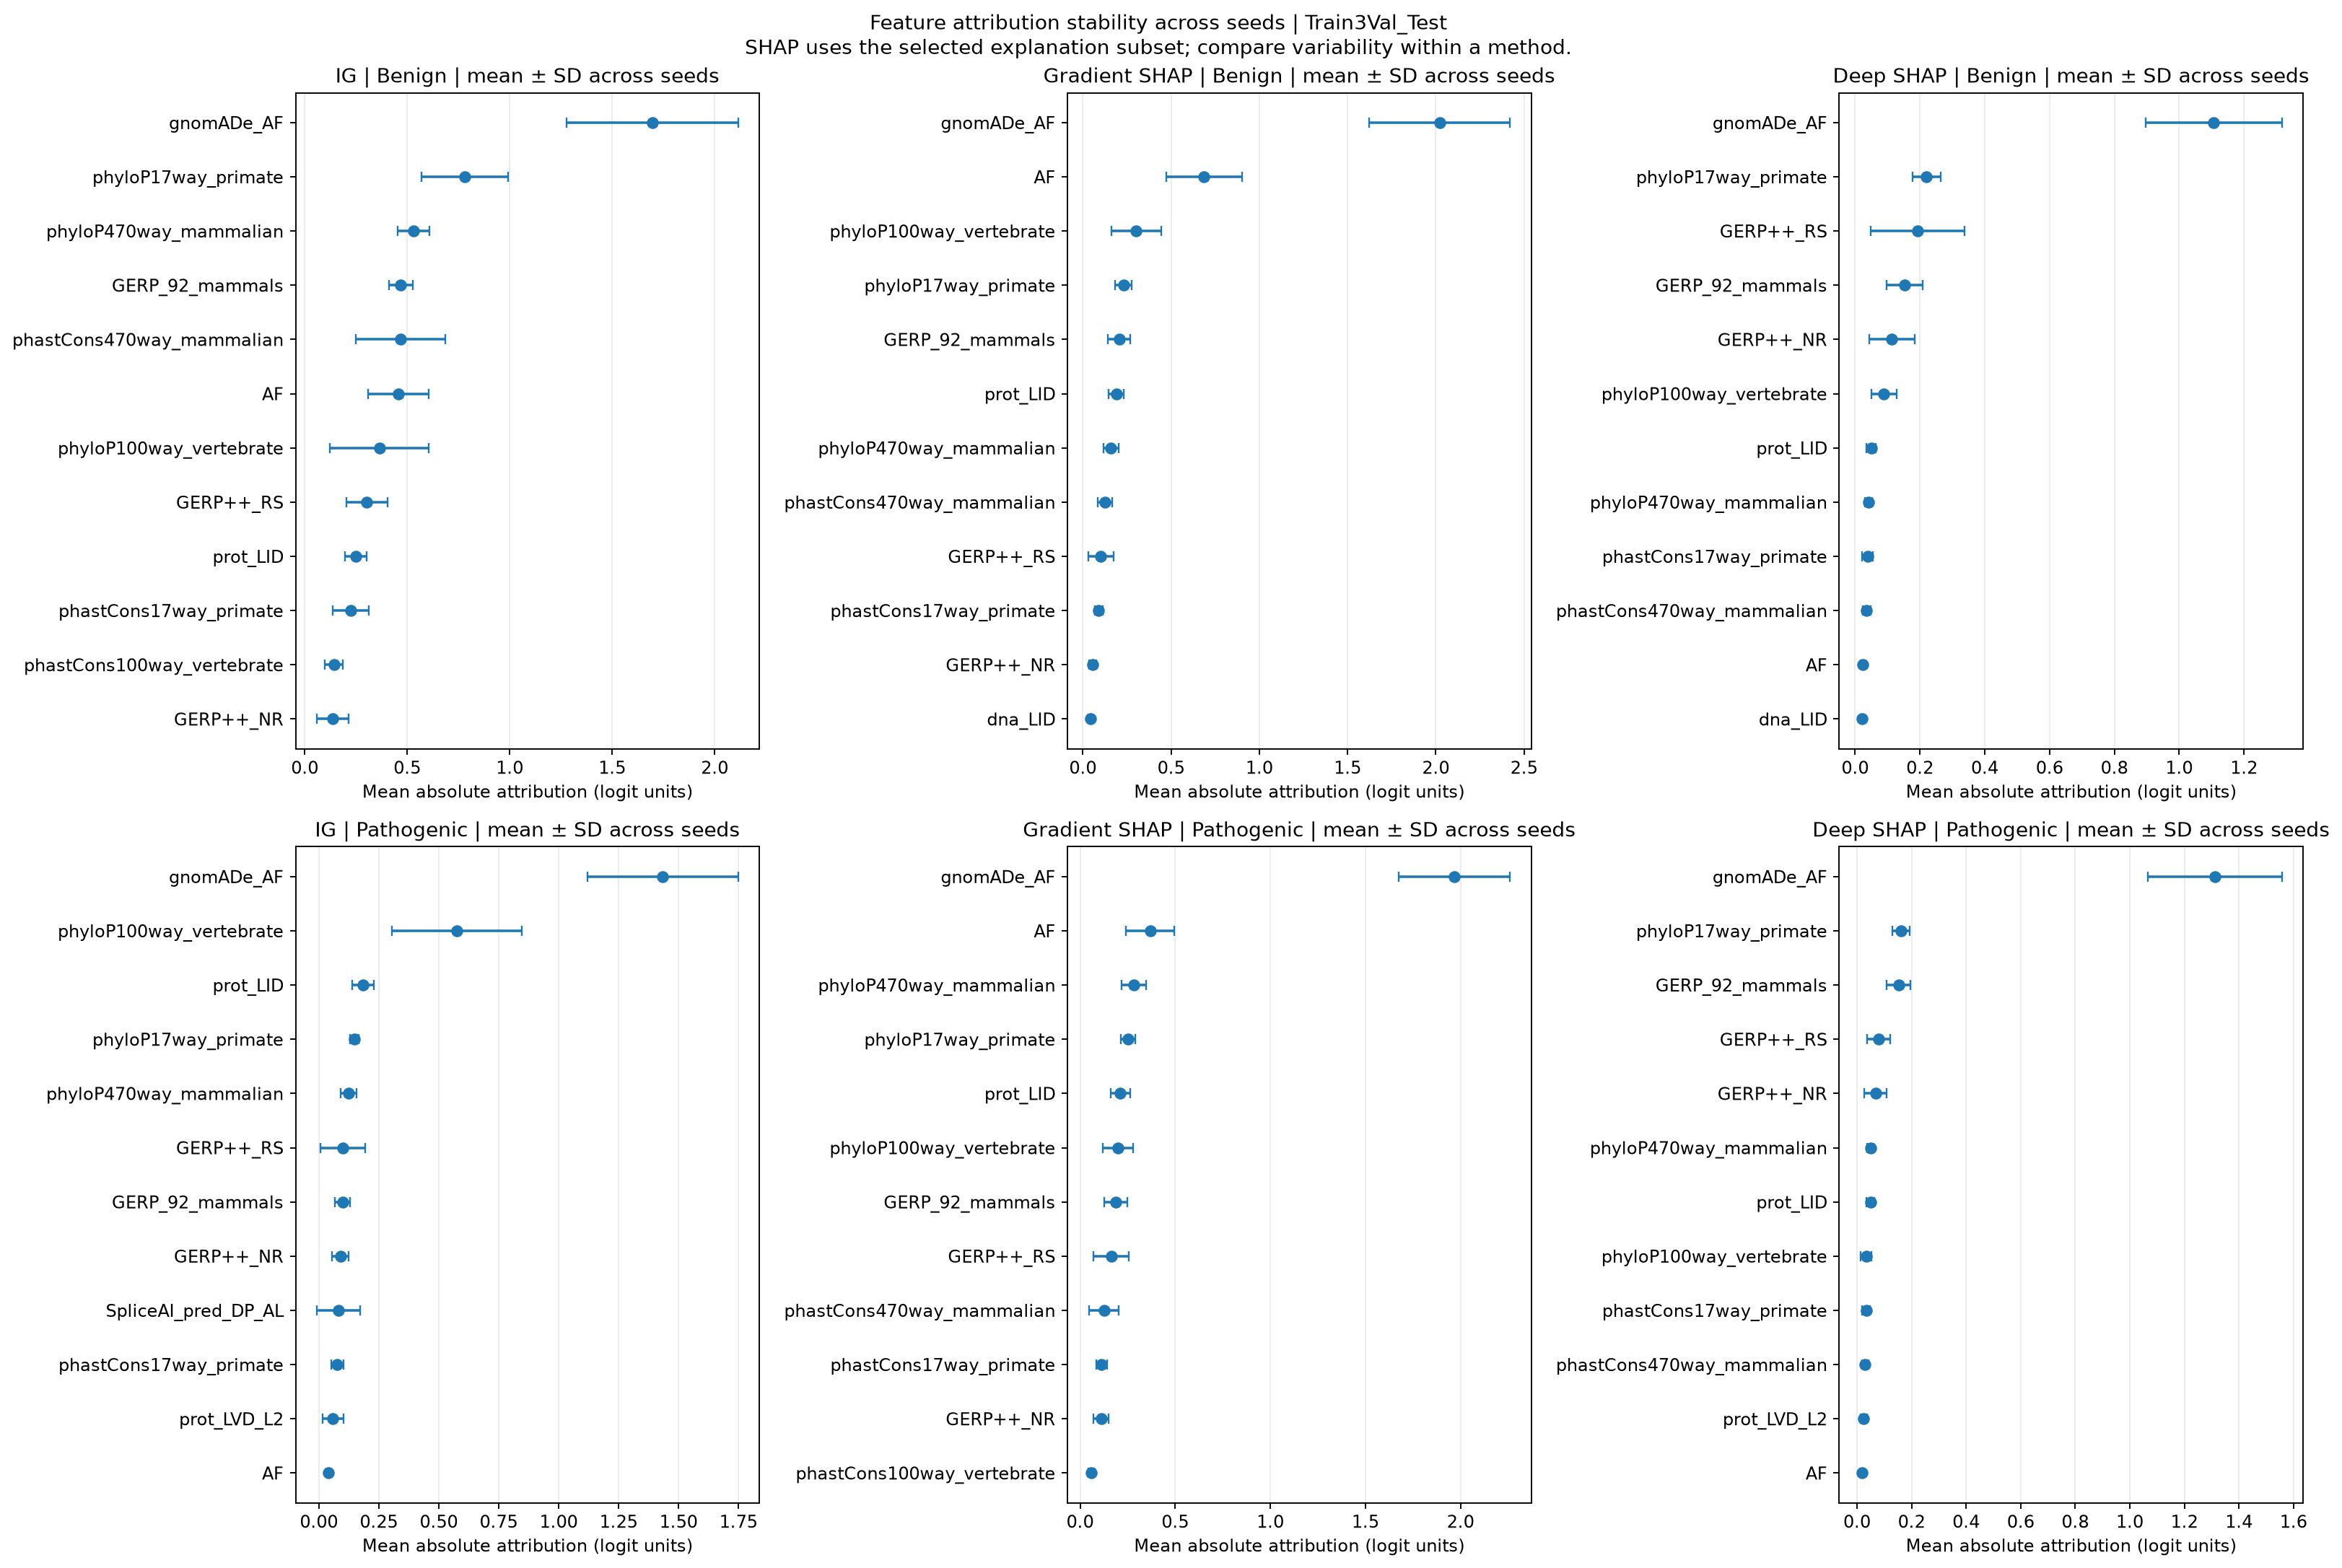 Feature attribution stability across seeds | Train3Val_Test
SHAP uses the selected explanation subset; compare variability within a method.
IG | Benign | mean ± SD across seeds
gnomADe_AF
phyloP17way_primate
phyloP470way_mammalian
GERP_92_mammals
phastCons470way_mammalian
AF
phyloP100way_vertebrate
GERP++_RS
prot_LID
phastCons17way_primate
phastCons100way_vertebrate
GERP++_NR
0.0 0.5 1.0 1.5 2.0
Mean absolute attribution (logit units)
Gradient SHAP | Benign | mean ± SD across seeds
gnomADe_AF
AF
phyloP100way_vertebrate
phyloP17way_primate
GERP_92_mammals
prot_LID
phyloP470way_mammalian
phastCons470way_mammalian
GERP++_RS
phastCons17way_primate
GERP++_NR
dna_LID
0.0 0.5 1.0 1.5 2.0 2.5
Mean absolute attribution (logit units)
Deep SHAP | Benign | mean ± SD across seeds
gnomADe_AF
phyloP17way_primate
GERP++_RS
GERP_92_mammals
GERP++_NR
phyloP100way_vertebrate
prot_LID
phyloP470way_mammalian
phastCons17way_primate
phastCons470way_mammalian
AF
dna_LID
0.0 0.2 0.4 0.6 0.8 1.0 1.2
Mean absolute attribution (logit units)
IG | Pathogenic | mean ± SD across seeds
gnomADe_AF
phyloP100way_vertebrate
prot_LID
phyloP17way_primate
phyloP470way_mammalian
GERP++_RS
GERP_92_mammals
GERP++_NR
SpliceAI_pred_DP_AL
phastCons17way_primate
prot_LVD_L2
AF
0.00 0.25 0.50 0.75 1.00 1.25 1.50 1.75
Mean absolute attribution (logit units)
Gradient SHAP | Pathogenic | mean ± SD across seeds
gnomADe_AF
AF
phyloP470way_mammalian
phyloP17way_primate
prot_LID
phyloP100way_vertebrate
GERP_92_mammals
GERP++_RS
phastCons470way_mammalian
phastCons17way_primate
GERP++_NR
phastCons100way_vertebrate
0.0 0.5 1.0 1.5 2.0
Mean absolute attribution (logit units)
Deep SHAP | Pathogenic | mean ± SD across seeds
gnomADe_AF
phyloP17way_primate
GERP_92_mammals
GERP++_RS
GERP++_NR
phyloP470way_mammalian
prot_LID
phyloP100way_vertebrate
phastCons17way_primate
phastCons470way_mammalian
prot_LVD_L2
AF
0.0 0.2 0.4 0.6 0.8 1.0 1.2 1.4 1.6
Mean absolute attribution (logit units)